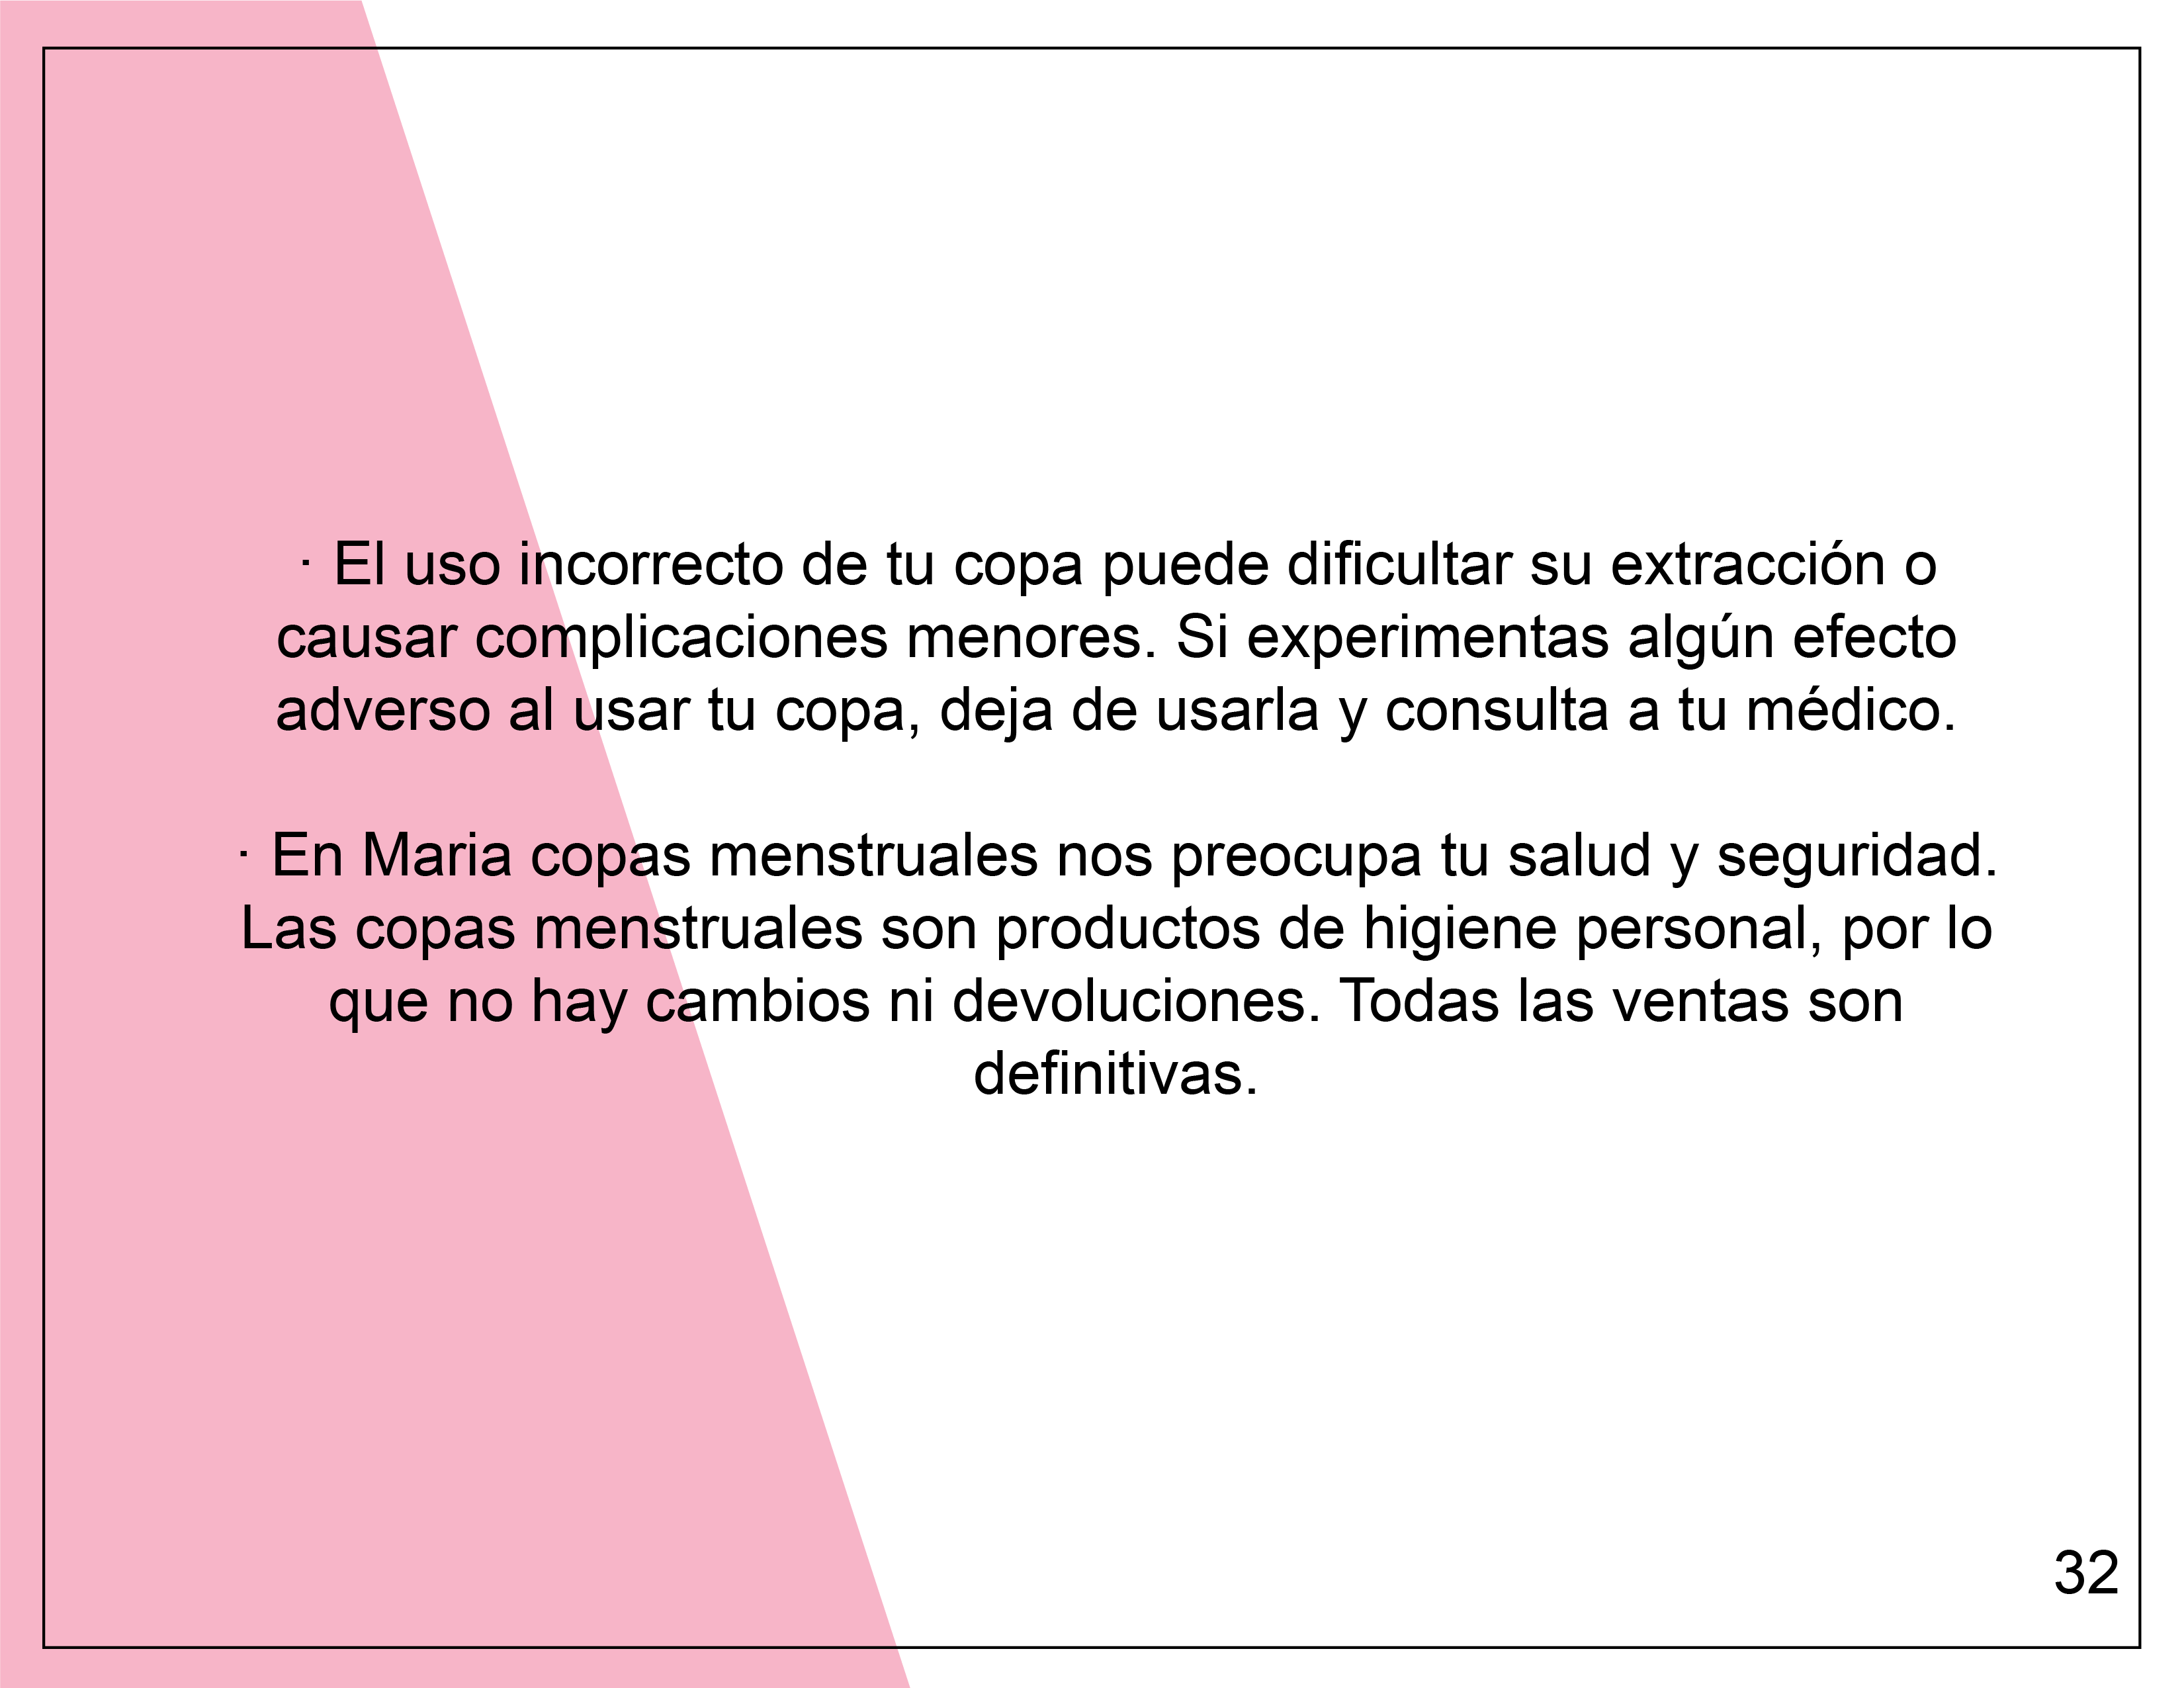 · El uso incorrecto de tu copa puede dificultar su extracción o
causar complicaciones menores. Si experimentas algún efecto
adverso al usar tu copa, deja de usarla y consulta a tu médico.
· En Maria copas menstruales nos preocupa tu salud y seguridad.
Las copas menstruales son productos de higiene personal, por lo
que no hay cambios ni devoluciones. Todas las ventas son
definitivas.
32